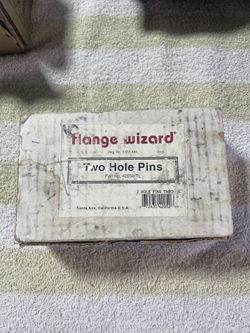 flange wizard®
Two Hole Pins
2 HOLE PINS
Santa Ana, California U.S.A.